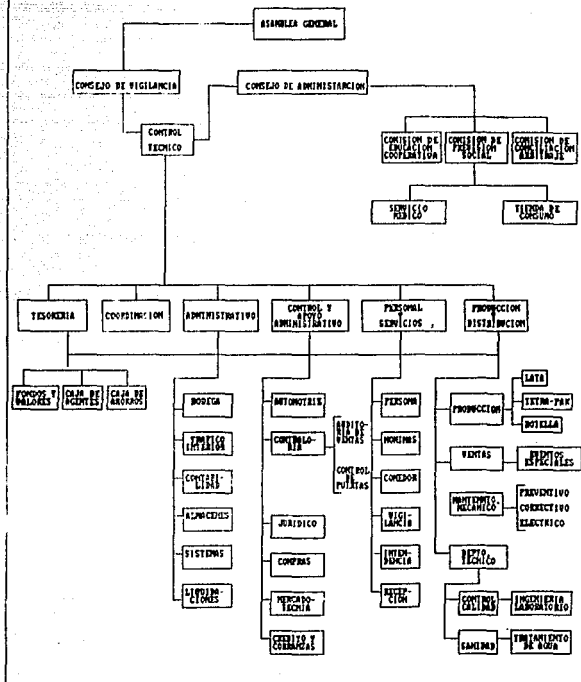 ASAMBLEA GENERAL
CONSEJO DE VIGILANCIA
CONSEJO DE ADMINISTARCION
CONTROL
TECNICO
COMISION DE
EDUCACION
COOPERATIVA
COMISION DE
PREVISION
SOCIAL
COMISION DE
CONCILIACION
ARBITRAJE
SERVICIO
MEDICO
TIENDA DE
CONSUMO
TESORERIA
COORDINACION
ADMINISTRATIVO
CONTROL Y
APOYO
ADMINISTRATIVO
PERSONAL
Y
SERVICIOS
PRODUCCION
Y
DISTRIBUCION
FONDOS Y
VALORES
CAJA DE
AGENTES
CAJA DE
AHORROS
BODEGA
TRAFICO
INTERIOR
CONTABI-
LIDAD
ALMACENES
SISTEMAS
LIQUIDA-
CIONES
AUTOMOTRIZ
CONTRALO-
RIA
AUDITO-
RIA DE
VENTAS
CONTROL
DE
PUERTAS
JURIDICO
COMPRAS
MERCADO-
TECNIA
CREDITO Y
COBRANZAS
PERSONA
NOMINAS
COMEDOR
VIGI-
LANCIA
INTEN-
DENCIA
RECEP-
CION
PRODUCCION
LATA
TETRA-PAK
BOTELLA
VENTAS
EVENTOS
ESPECIALES
MANTENMTO.
MECANICO
PREVENTIVO
CORRECTIVO
ELECTRICO
DEPTO.
TECNICO
CONTROL
CALIDAD
INGENIERIA
LABORATORIO
SANIDAD
TRATAMIENTO
DE AGUA